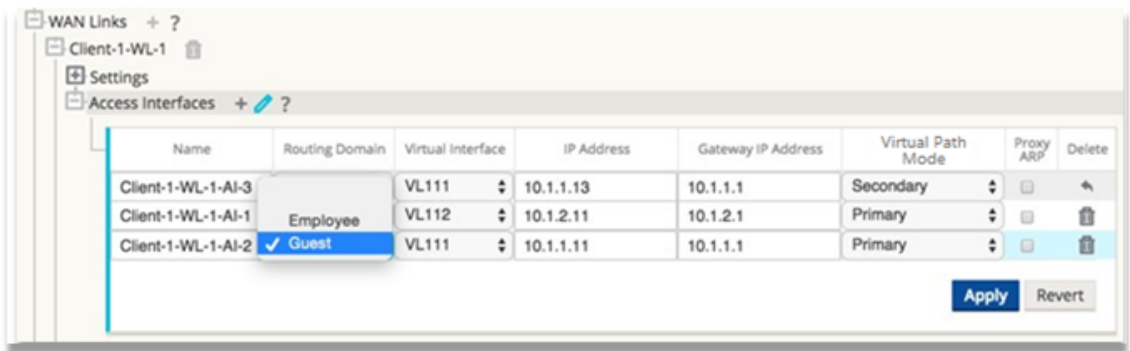 WAN Links + ?
Client-1-WL-1
Settings
Access Interfaces + ?
Name Routing Domain Virtual Interface IP Address Gateway IP Address Virtual Path Mode Proxy ARP Delete
Client-1-WL-1-AI-3 VL111 10.1.1.13 10.1.1.1 Secondary
Client-1-WL-1-AI-1 Employee VL112 10.1.2.11 10.1.2.1 Primary
Client-1-WL-1-AI-2 ✓ Guest VL111 10.1.1.11 10.1.1.1 Primary
Apply Revert